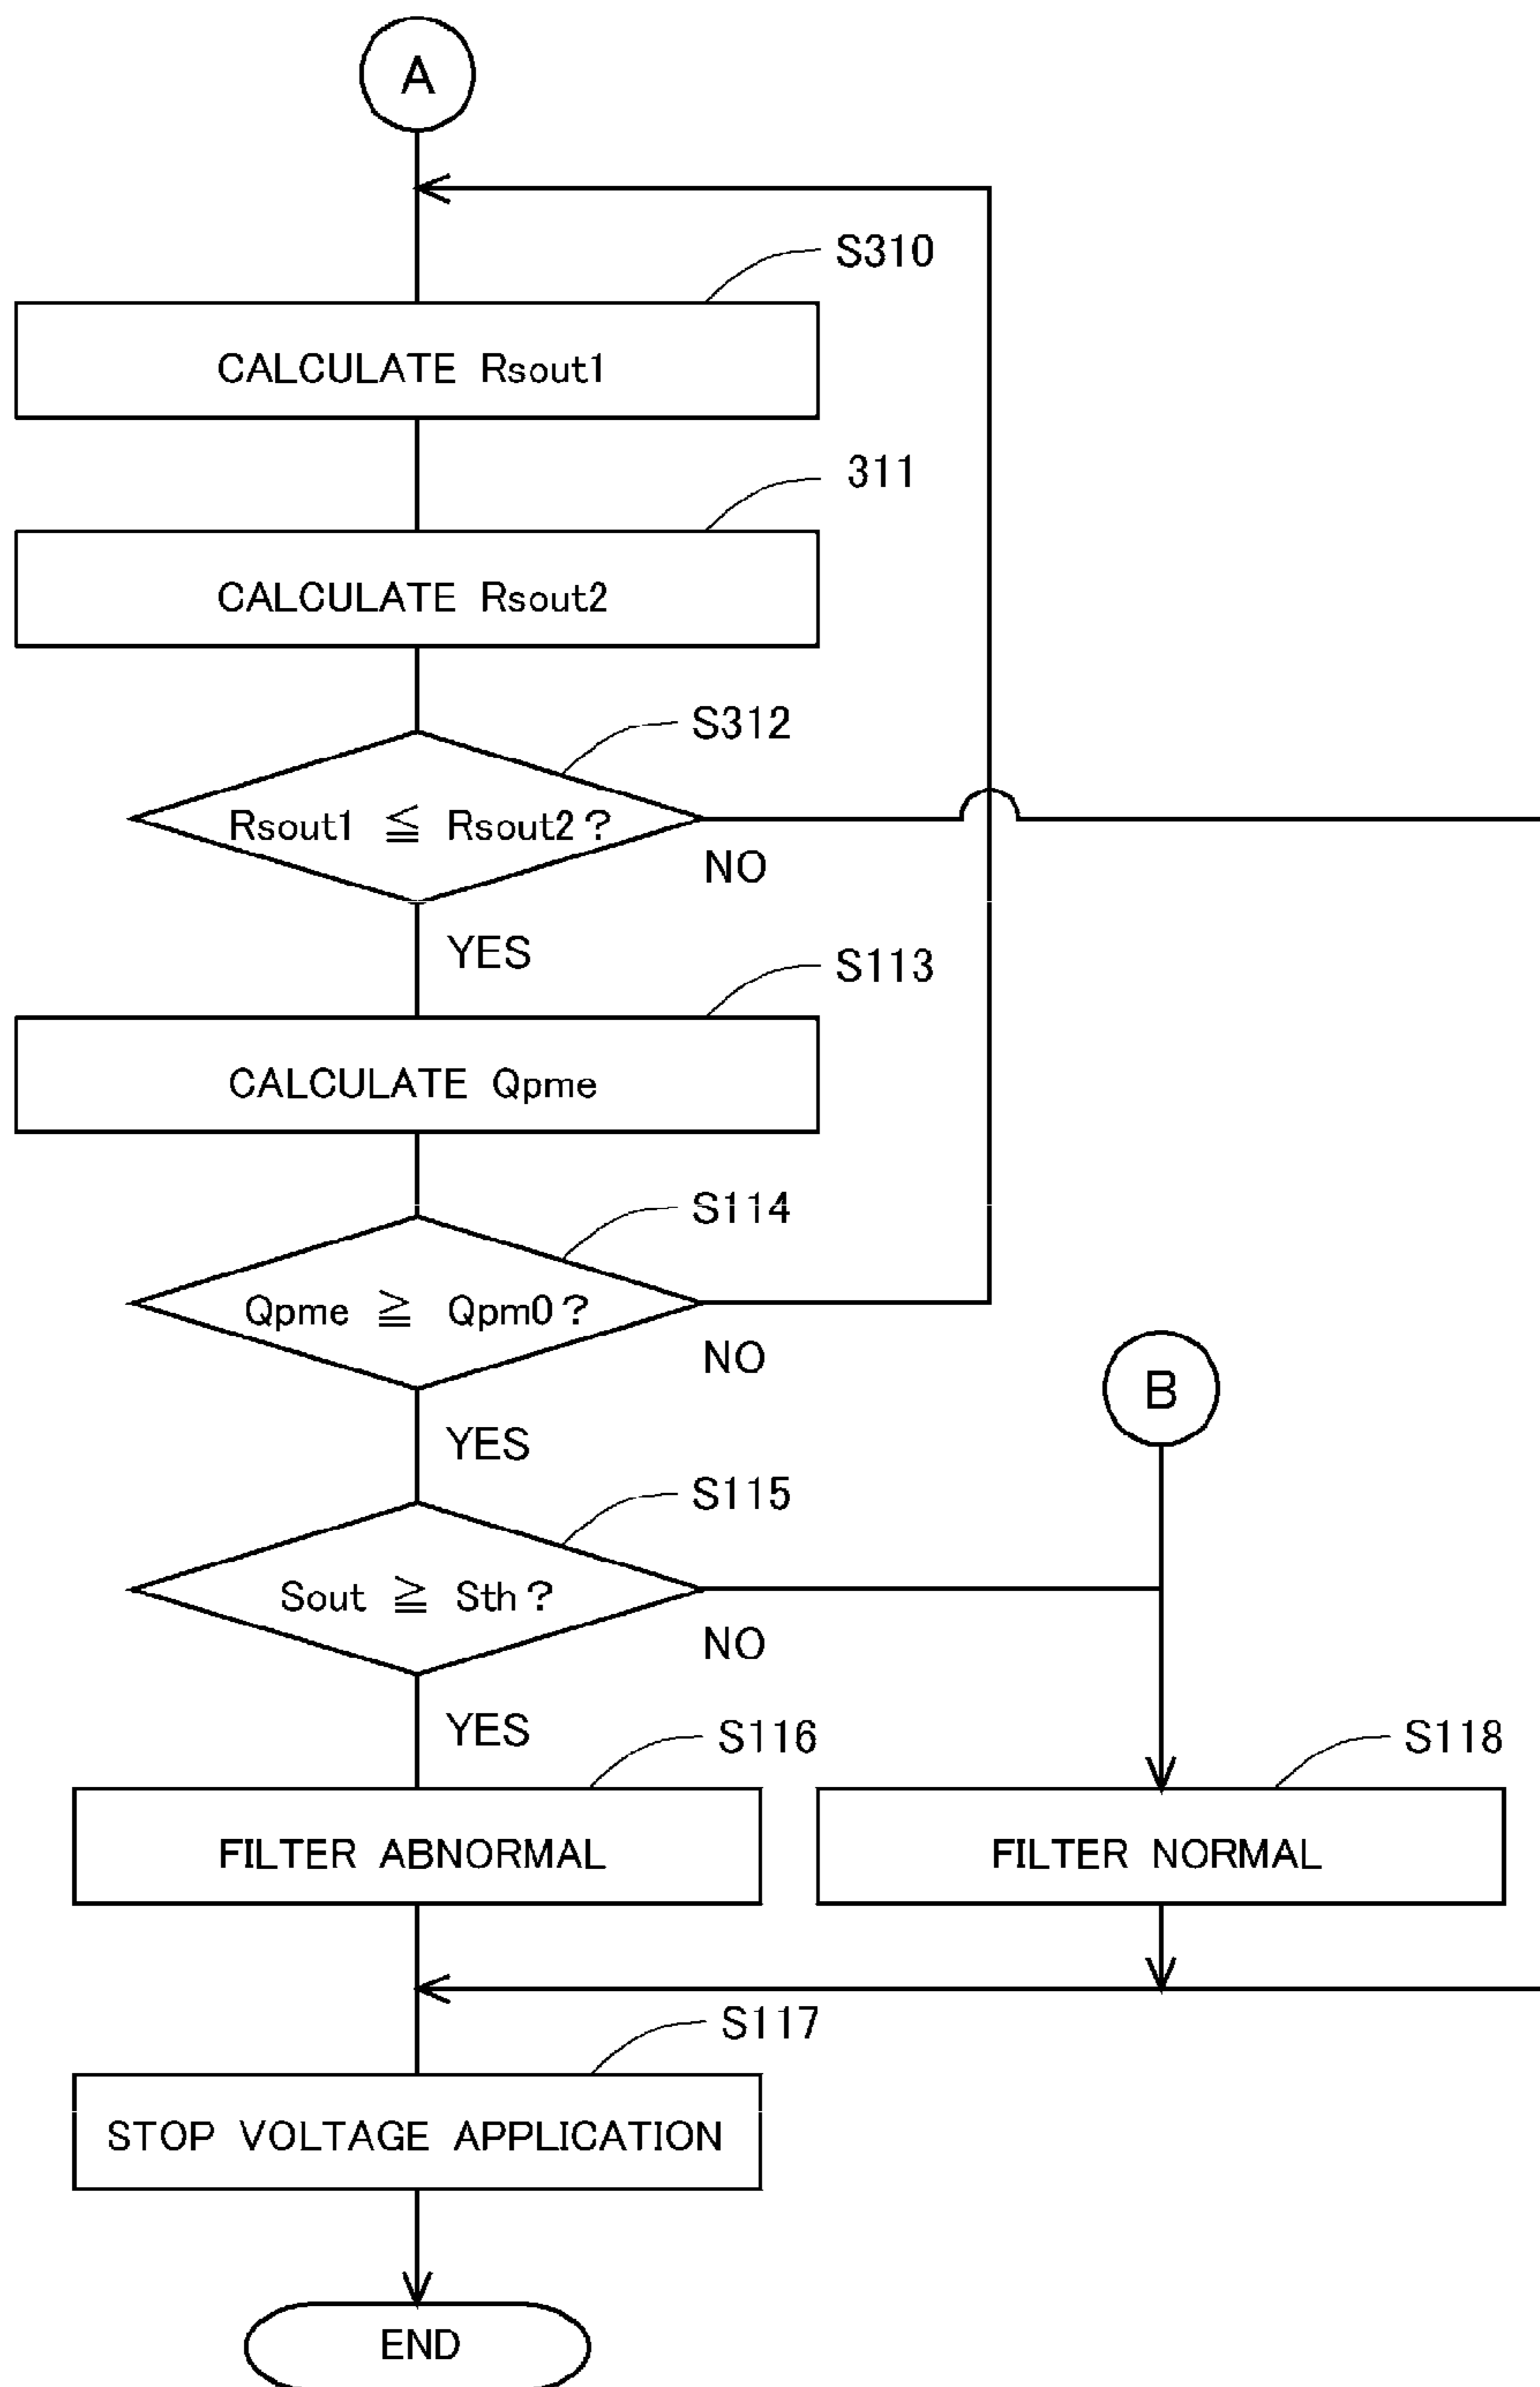 A
S310
CALCULATE Rsout1
311
CALCULATE Rsout2
S312
Rsout1 ≦ Rsout2?
NO
YES
S113
CALCULATE Qpme
S114
Qpme ≧ Qpm0?
NO
B
YES
S115
Sout ≧ Sth?
NO
YES
S116
S118
FILTER ABNORMAL
FILTER NORMAL
S117
STOP VOLTAGE APPLICATION
END